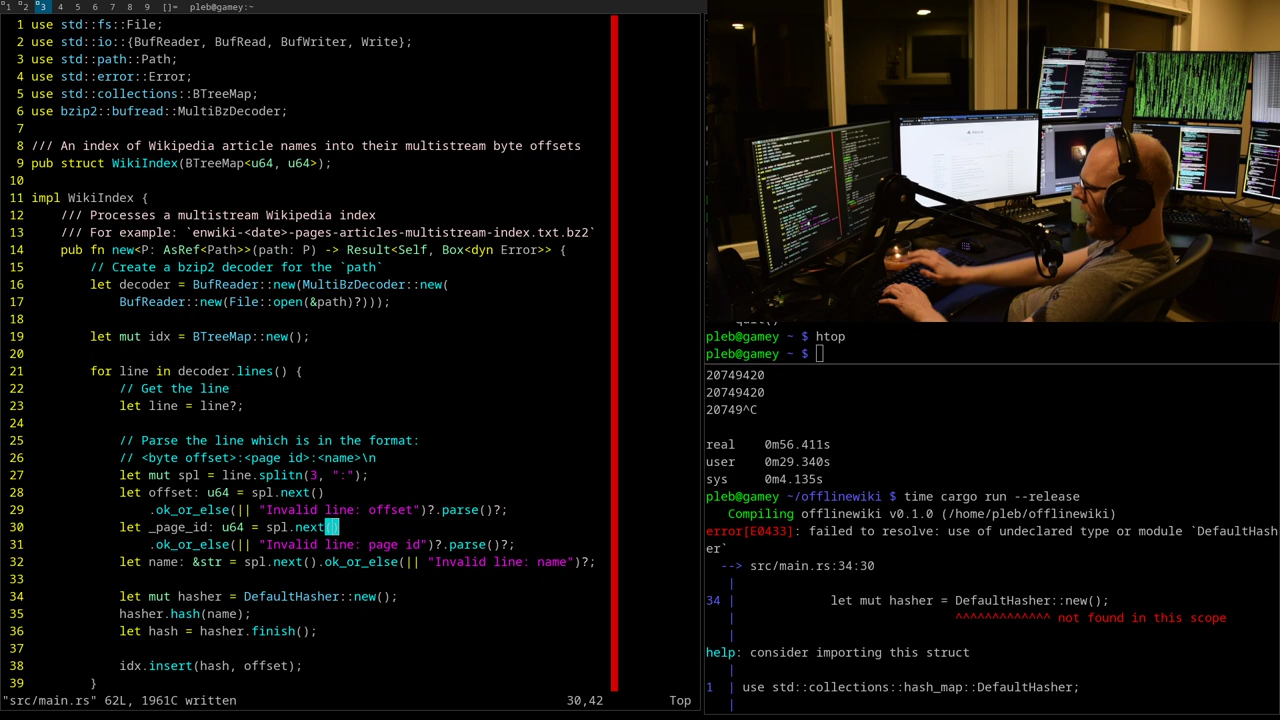 1 2 3 4 5 6 7 8 9 []= pleb@gamey:~
1 use std::fs::File;
2 use std::io::{BufReader, BufRead, BufWriter, Write};
3 use std::path::Path;
4 use std::error::Error;
5 use std::collections::BTreeMap;
6 use bzip2::bufread::MultiBzDecoder;
7
8 /// An index of Wikipedia article names into their multistream byte offsets
9 pub struct WikiIndex(BTreeMap<u64, u64>);
10
11 impl WikiIndex {
12 /// Processes a multistream Wikipedia index
13 /// For example: `enwiki-<date>-pages-articles-multistream-index.txt.bz2`
14 pub fn new<P: AsRef<Path>>(path: P) -> Result<Self, Box<dyn Error>> {
15 // Create a bzip2 decoder for the `path`
16 let decoder = BufReader::new(MultiBzDecoder::new(
17 BufReader::new(File::open(&path)?)));
18
19 let mut idx = BTreeMap::new();
20
21 for line in decoder.lines() {
22 // Get the line
23 let line = line?;
24
25 // Parse the line which is in the format:
26 // <byte offset>:<page id>:<name>\n
27 let mut spl = line.splitn(3, ":");
28 let offset: u64 = spl.next()
29 .ok_or_else(|| "Invalid line: offset")?.parse()?;
30 let _page_id: u64 = spl.next()
31 .ok_or_else(|| "Invalid line: page id")?.parse()?;
32 let name: &str = spl.next().ok_or_else(|| "Invalid line: name")?;
33
34 let mut hasher = DefaultHasher::new();
35 hasher.hash(name);
36 let hash = hasher.finish();
37
38 idx.insert(hash, offset);
39 }
"src/main.rs" 62L, 1961C written 30,42 Top
pleb@gamey ~ $ htop
pleb@gamey ~ $
20749420
20749420
20749^C
real 0m56.411s
user 0m29.340s
sys 0m4.135s
pleb@gamey ~/offlinewiki $ time cargo run --release
Compiling offlinewiki v0.1.0 (/home/pleb/offlinewiki)
error[E0433]: failed to resolve: use of undeclared type or module `DefaultHash
er`
--> src/main.rs:34:30
|
34 | let mut hasher = DefaultHasher::new();
| ^^^^^^^^^^^^^ not found in this scope
|
help: consider importing this struct
|
1 | use std::collections::hash_map::DefaultHasher;
|